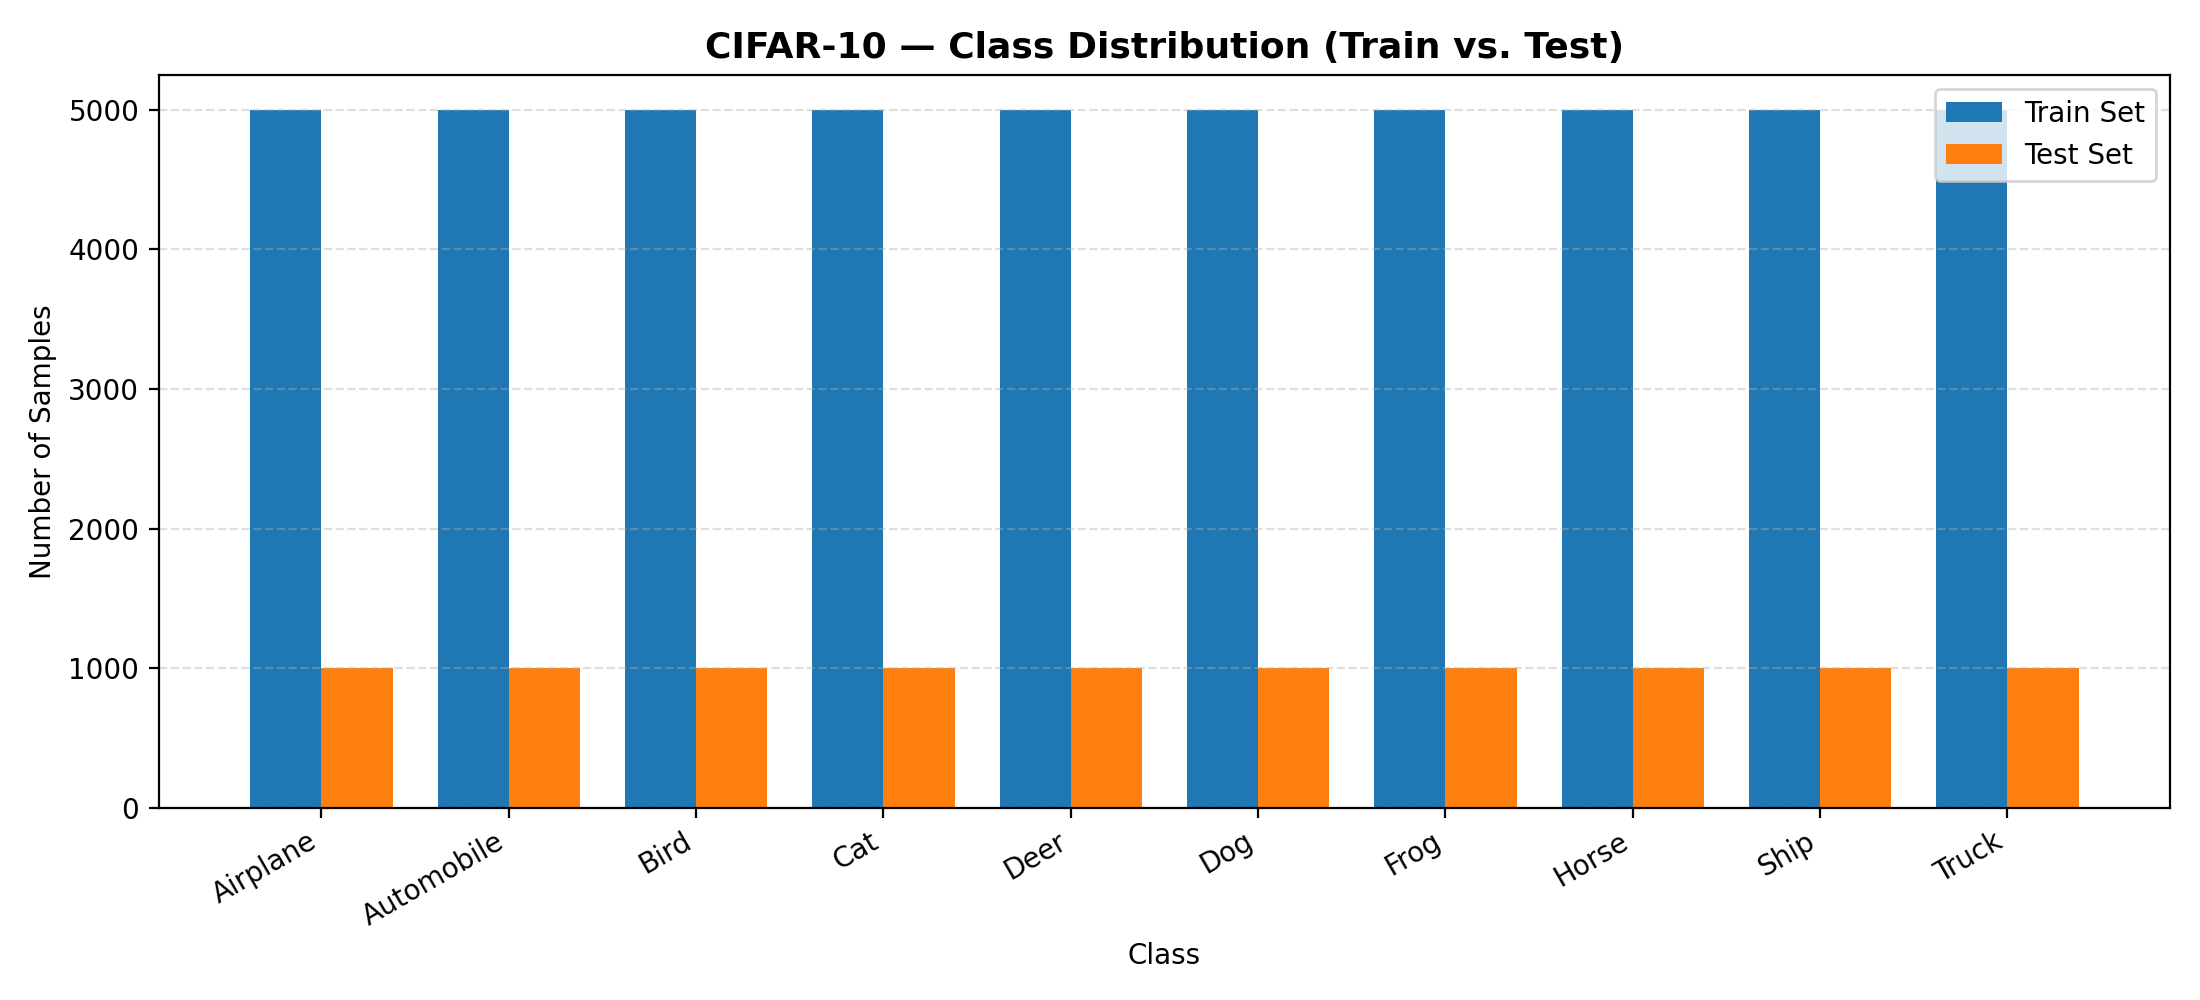 CIFAR-10 — Class Distribution (Train vs. Test)
Train Set
Test Set
Number of Samples
5000
4000
3000
2000
1000
0
Airplane
Automobile
Bird
Cat
Deer
Dog
Frog
Horse
Ship
Truck
Class